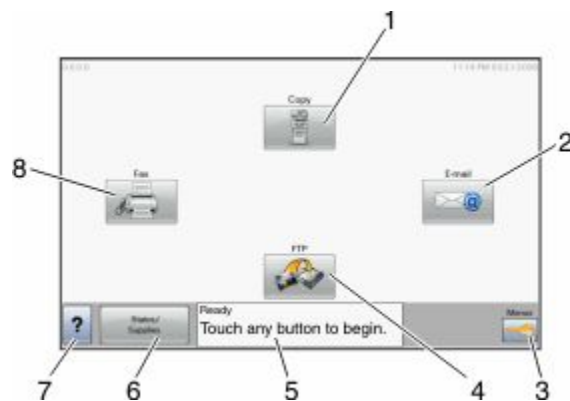 1
Copy
2
8
Fax
E-mail
FTP
Ready
Touch any button to begin.
?
Status/
Supplies
Menus
7
6
5
4
3